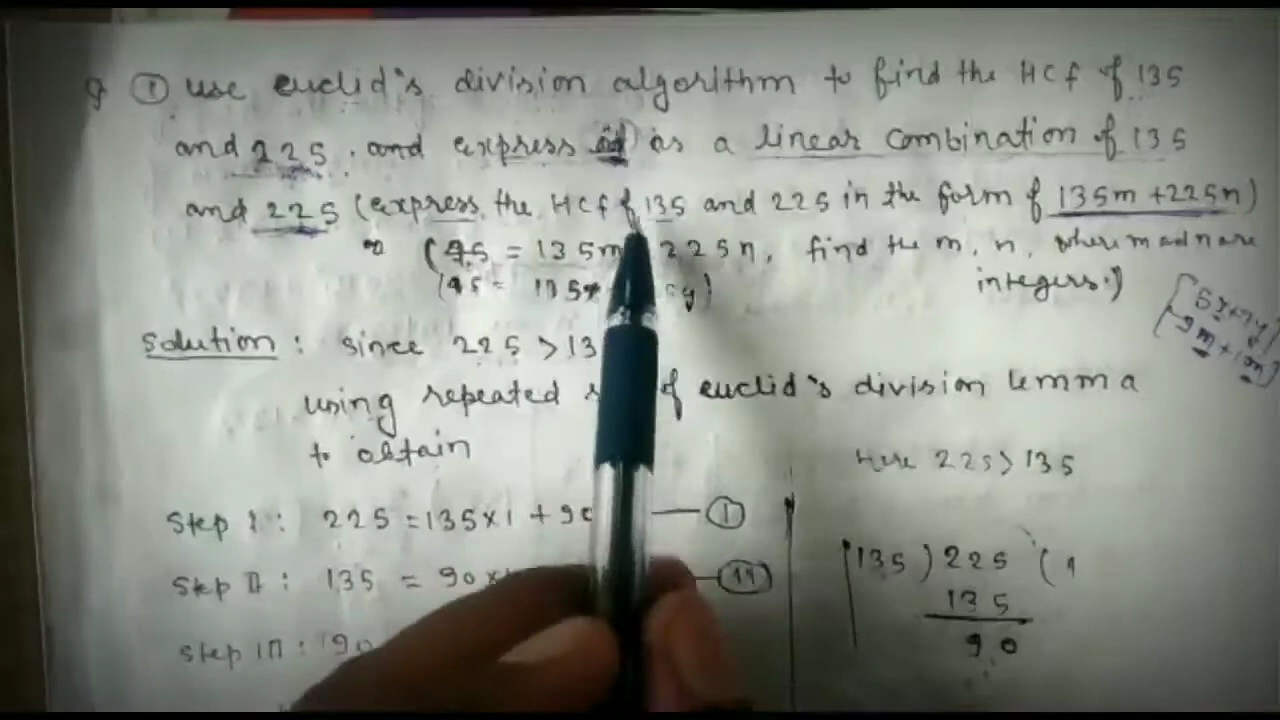 ① use euclid's division algorithm to find the HCF of 135
and 225. and express as a linear combination of 135
and 225 (express the HCF of 135 and 225 in the form of 135m + 225n)
(45 = 135m 225n, find the m, n, where m and n are
integers.)
(45 = 135x y)
solution : since 225 > 13
using repeated of euclid's division lemma
to obtain
Here 225 > 135
Step I : 225 = 135 x 1 + 90 — ①
135 ) 225 ( 1
135
90
Step II : 135 = 90 x — 11
Step III : 90